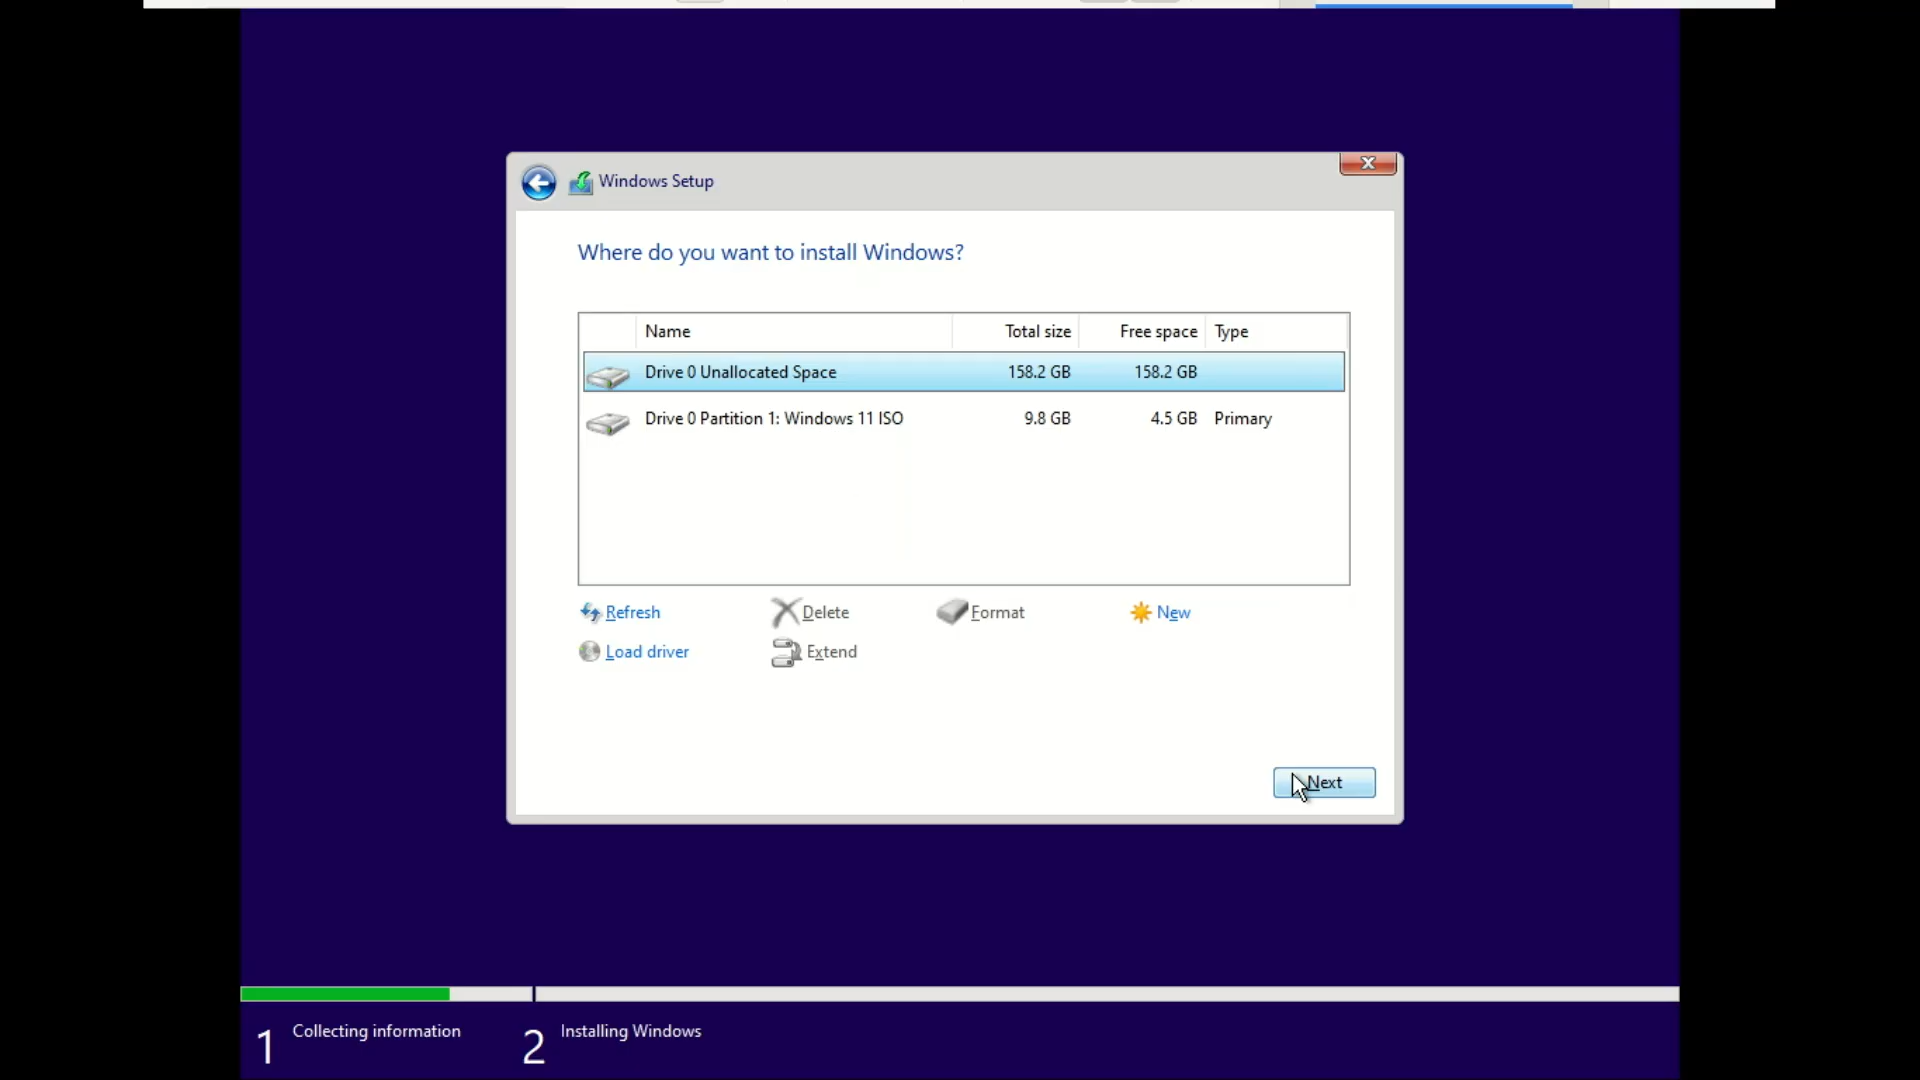 Windows Setup
Where do you want to install Windows?
Name Total size Free space Type
Drive 0 Unallocated Space 158.2 GB 158.2 GB
Drive 0 Partition 1: Windows 11 ISO 9.8 GB 4.5 GB Primary
Refresh Delete Format New
Load driver Extend
Next
1 Collecting information 2 Installing Windows